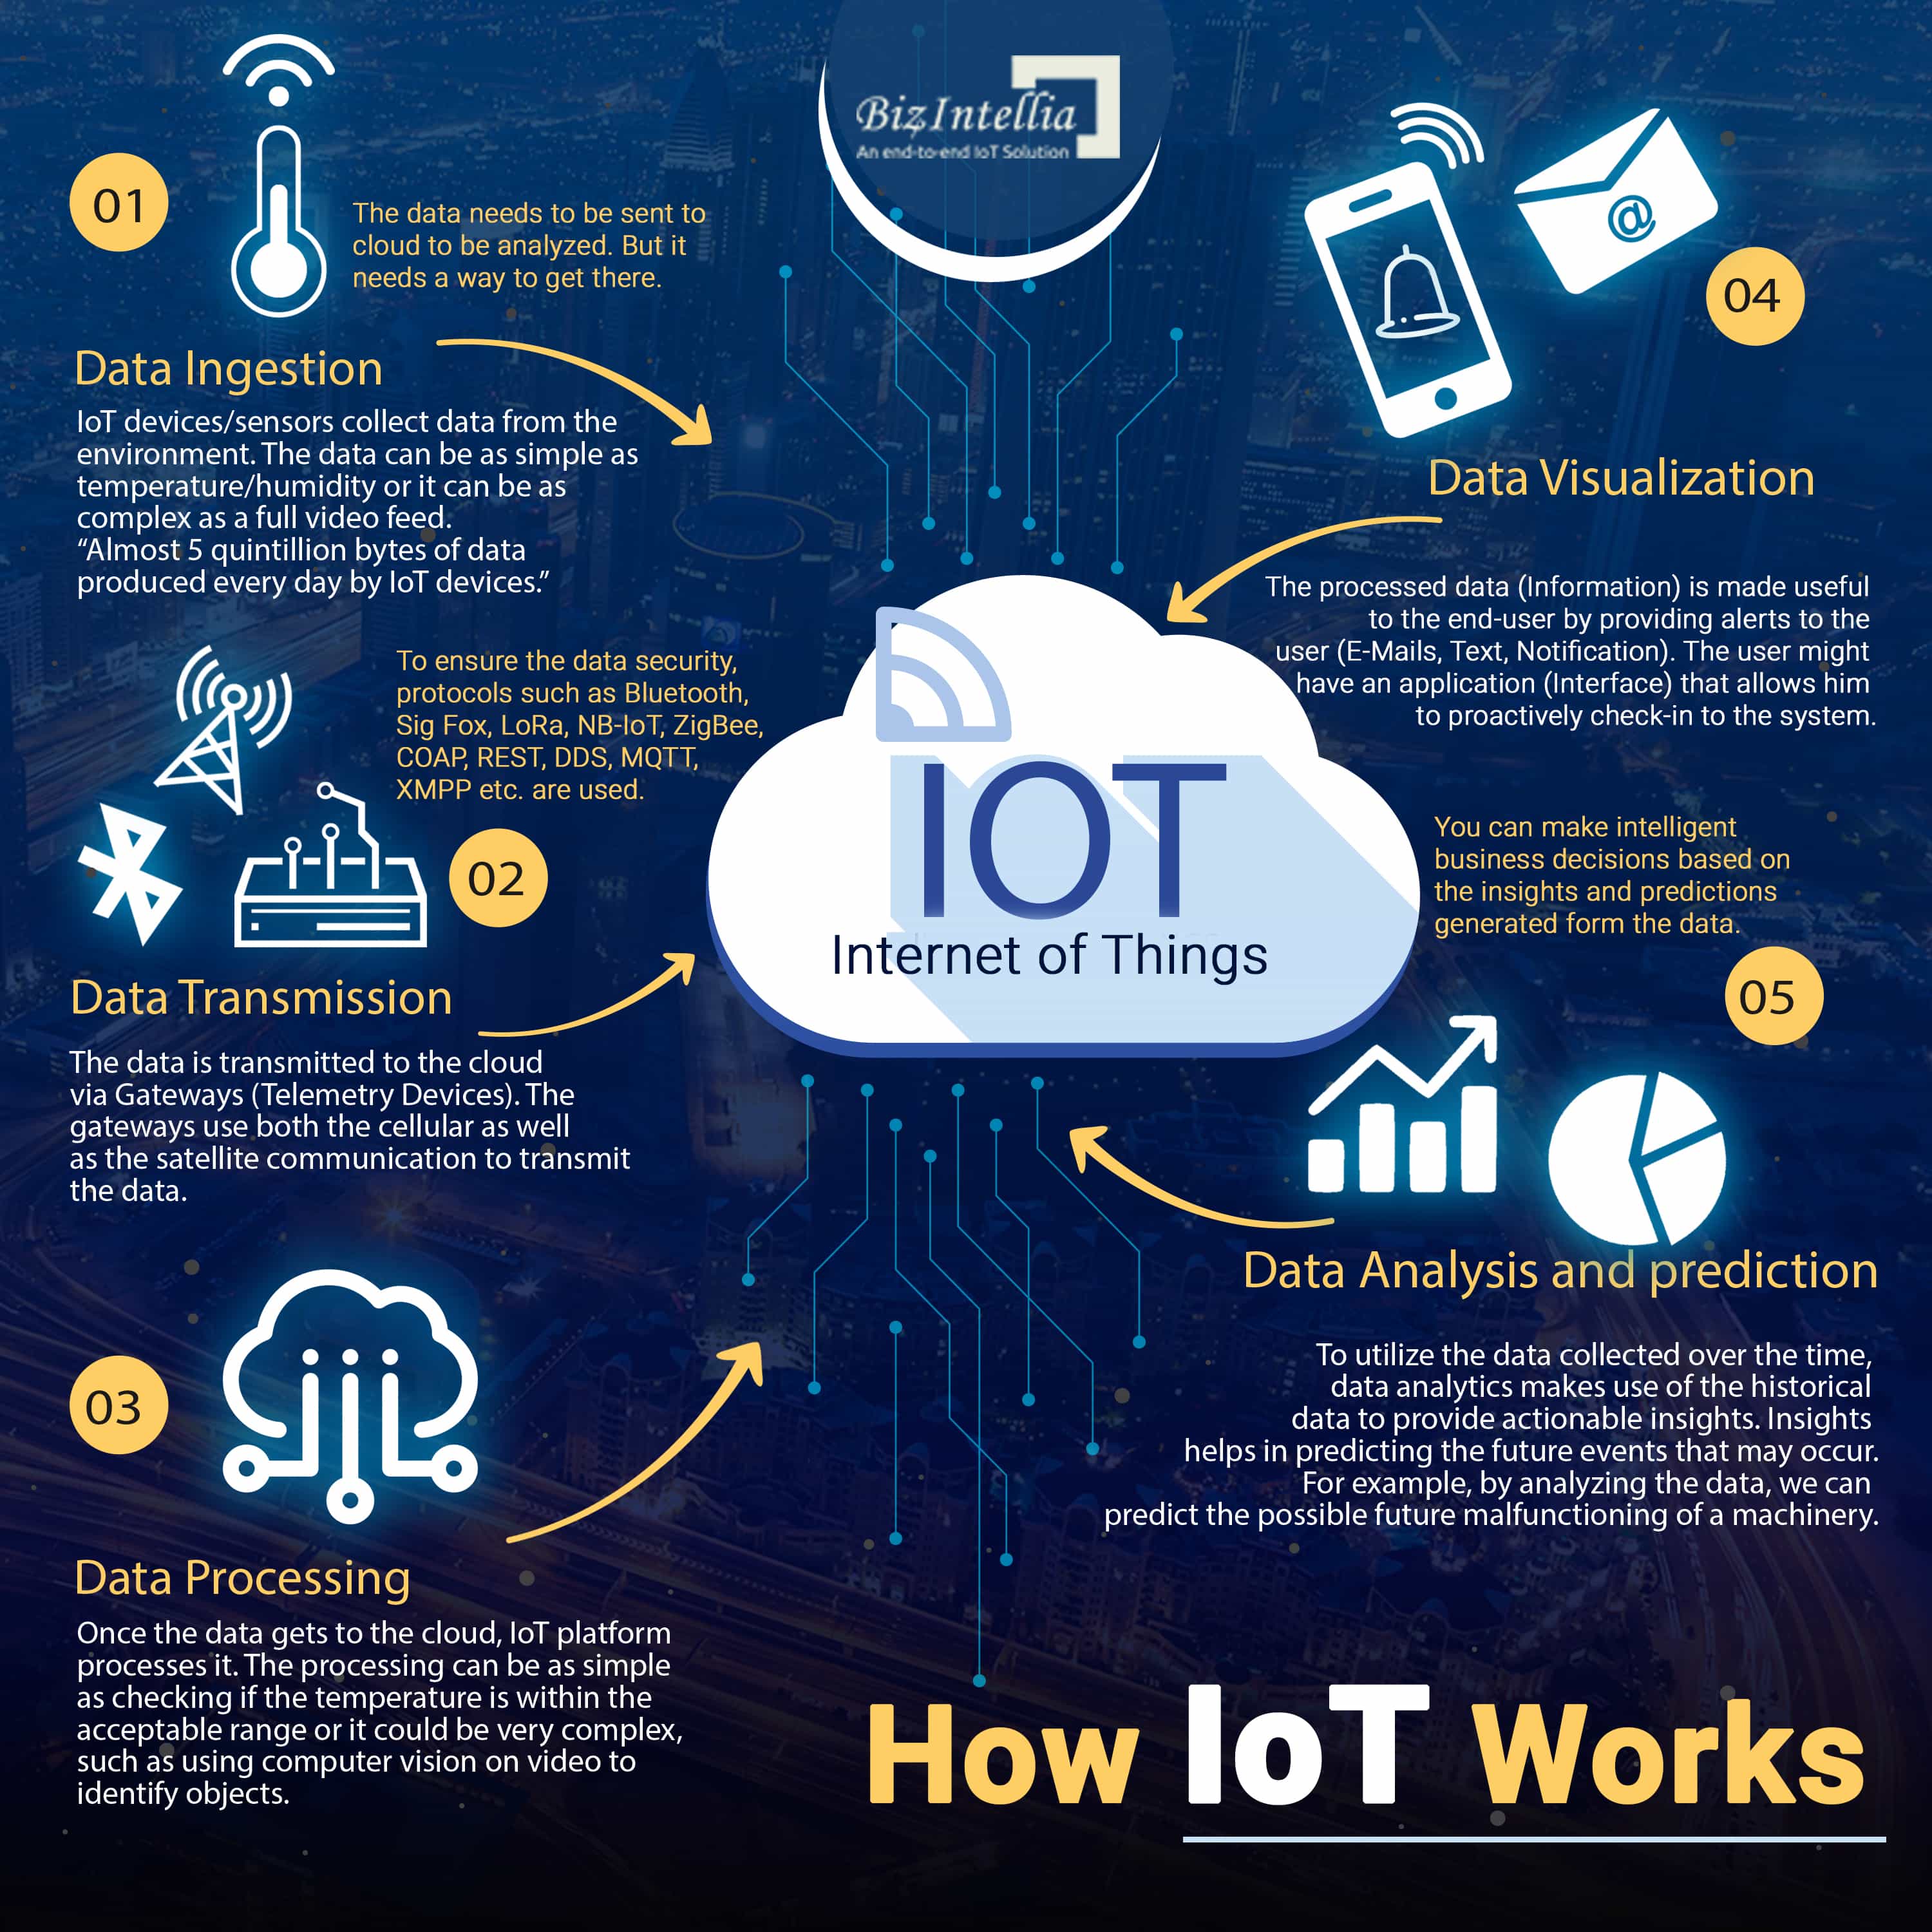 BizIntellia
An end-to-end IoT Solution
01
The data needs to be sent to
cloud to be analyzed. But it
needs a way to get there.
Data Ingestion
IoT devices/sensors collect data from the
environment. The data can be as simple as
temperature/humidity or it can be as
complex as a full video feed.
“Almost 5 quintillion bytes of data
produced every day by IoT devices.”
To ensure the data security,
protocols such as Bluetooth,
Sig Fox, LoRa, NB-IoT, ZigBee,
COAP, REST, DDS, MQTT,
XMPP etc. are used.
02
Data Transmission
The data is transmitted to the cloud
via Gateways (Telemetry Devices). The
gateways use both the cellular as well
as the satellite communication to transmit
the data.
03
Data Processing
Once the data gets to the cloud, IoT platform
processes it. The processing can be as simple
as checking if the temperature is within the
acceptable range or it could be very complex,
such as using computer vision on video to
identify objects.
IOT
Internet of Things
@
04
Data Visualization
The processed data (Information) is made useful
to the end-user by providing alerts to the
user (E-Mails, Text, Notification). The user might
have an application (Interface) that allows him
to proactively check-in to the system.
You can make intelligent
business decisions based on
the insights and predictions
generated form the data.
05
Data Analysis and prediction
To utilize the data collected over the time,
data analytics makes use of the historical
data to provide actionable insights. Insights
helps in predicting the future events that may occur.
For example, by analyzing the data, we can
predict the possible future malfunctioning of a machinery.
How IoT Works